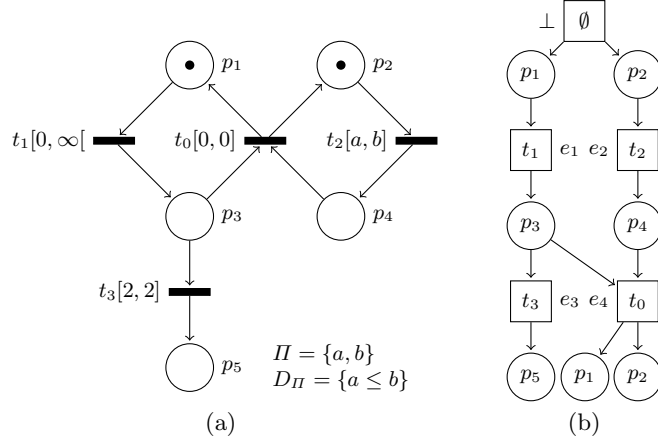 ⊥ ∅
p₁ p₂ p₁ p₂
t₁[0, ∞[ t₀[0, 0] t₂[a, b] t₁ e₁ e₂ t₂
p₃ p₄ p₃ p₄
t₃[2, 2] t₃ e₃ e₄ t₀
p₅ Π = {a, b} p₅ p₁ p₂
D_Π = {a ≤ b}
(a) (b)